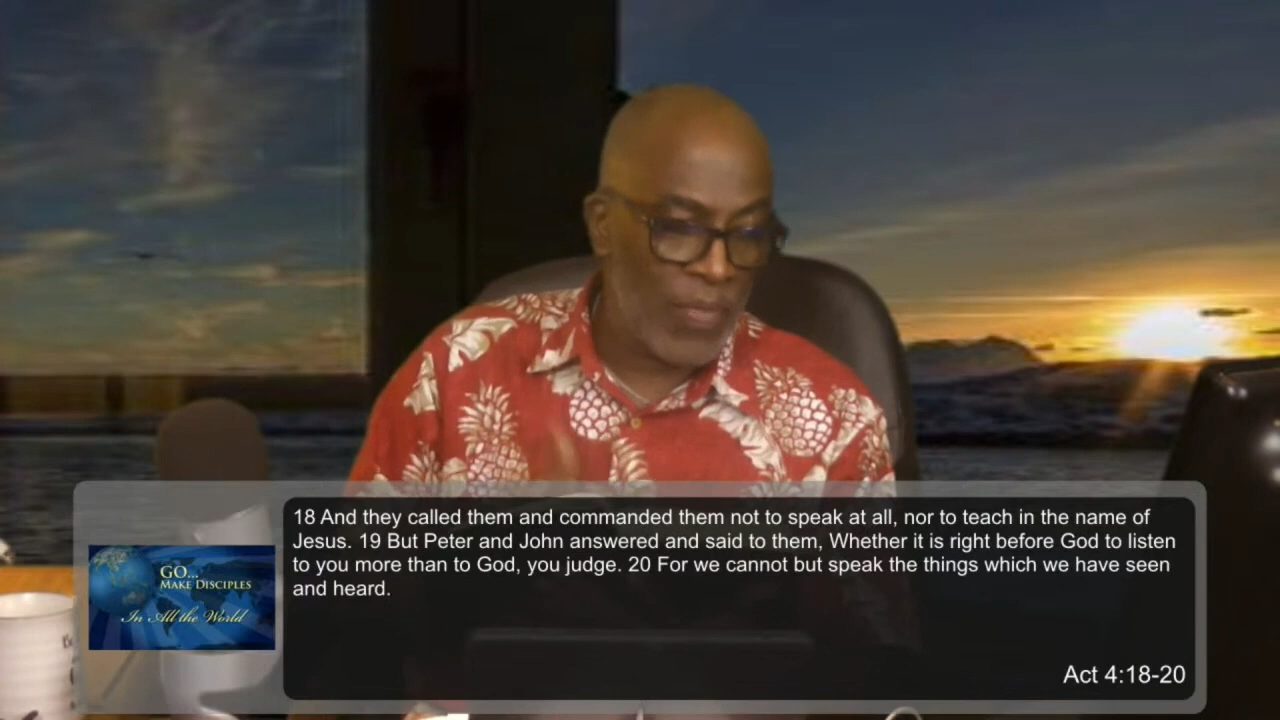 18 And they called them and commanded them not to speak at all, nor to teach in the name of
Jesus. 19 But Peter and John answered and said to them, Whether it is right before God to listen
to you more than to God, you judge. 20 For we cannot but speak the things which we have seen
and heard.
Act 4:18-20
GO...
MAKE DISCIPLES
In All the World